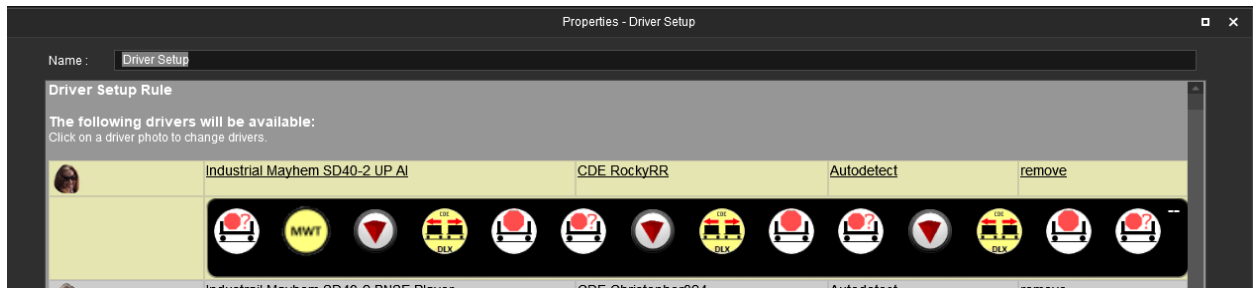 Properties - Driver Setup
Name : Driver Setup
Driver Setup Rule
The following drivers will be available:
Click on a driver photo to change drivers.
Industrial Mayhem SD40-2 UP AI CDE RockyRR Autodetect remove
? MWT CDE DLX ? CDE DLX ? CDE DLX ? --